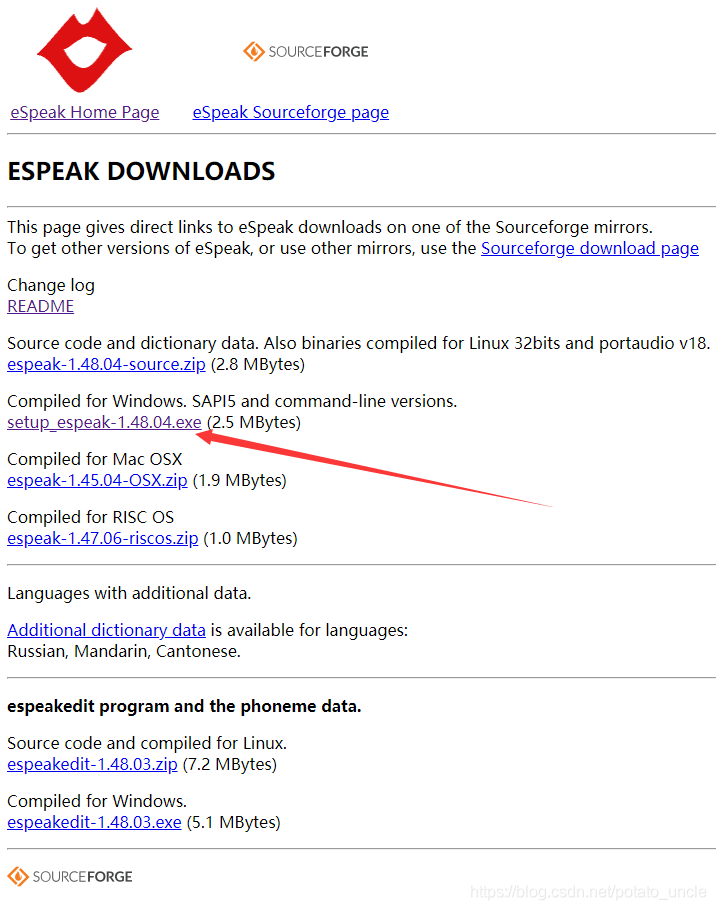 SOURCEFORGE
eSpeak Home Page eSpeak Sourceforge page
ESPEAK DOWNLOADS
This page gives direct links to eSpeak downloads on one of the Sourceforge mirrors.
To get other versions of eSpeak, or use other mirrors, use the Sourceforge download page
Change log
README
Source code and dictionary data. Also binaries compiled for Linux 32bits and portaudio v18.
espeak-1.48.04-source.zip (2.8 MBytes)
Compiled for Windows. SAPI5 and command-line versions.
setup_espeak-1.48.04.exe (2.5 MBytes)
Compiled for Mac OSX
espeak-1.45.04-OSX.zip (1.9 MBytes)
Compiled for RISC OS
espeak-1.47.06-riscos.zip (1.0 MBytes)
Languages with additional data.
Additional dictionary data is available for languages:
Russian, Mandarin, Cantonese.
espeakedit program and the phoneme data.
Source code and compiled for Linux.
espeakedit-1.48.03.zip (7.2 MBytes)
Compiled for Windows.
espeakedit-1.48.03.exe (5.1 MBytes)
SOURCEFORGE
https://blog.csdn.net/potato_uncle